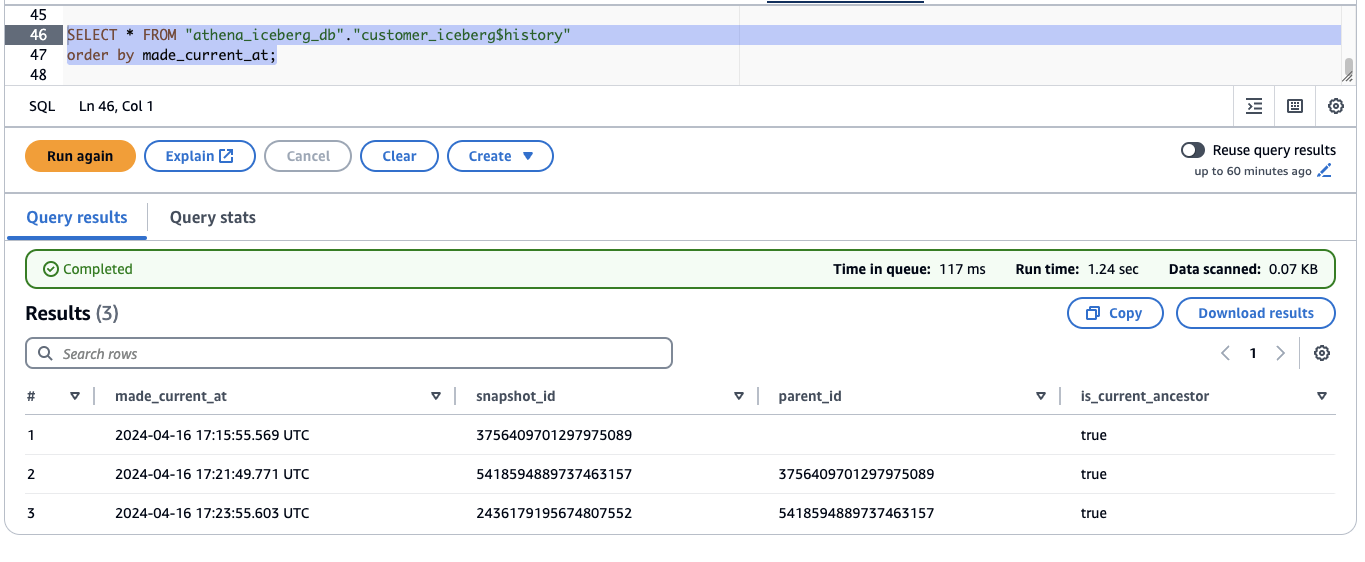 45
46 SELECT * FROM "athena_iceberg_db"."customer_iceberg$history"
47 order by made_current_at;
48
SQL Ln 46, Col 1
Run again Explain Cancel Clear Create Reuse query results
up to 60 minutes ago
Query results Query stats
Completed Time in queue: 117 ms Run time: 1.24 sec Data scanned: 0.07 KB
Results (3) Copy Download results
Search rows 1
# made_current_at snapshot_id parent_id is_current_ancestor
1 2024-04-16 17:15:55.569 UTC 3756409701297975089 true
2 2024-04-16 17:21:49.771 UTC 5418594889737463157 3756409701297975089 true
3 2024-04-16 17:23:55.603 UTC 2436179195674807552 5418594889737463157 true